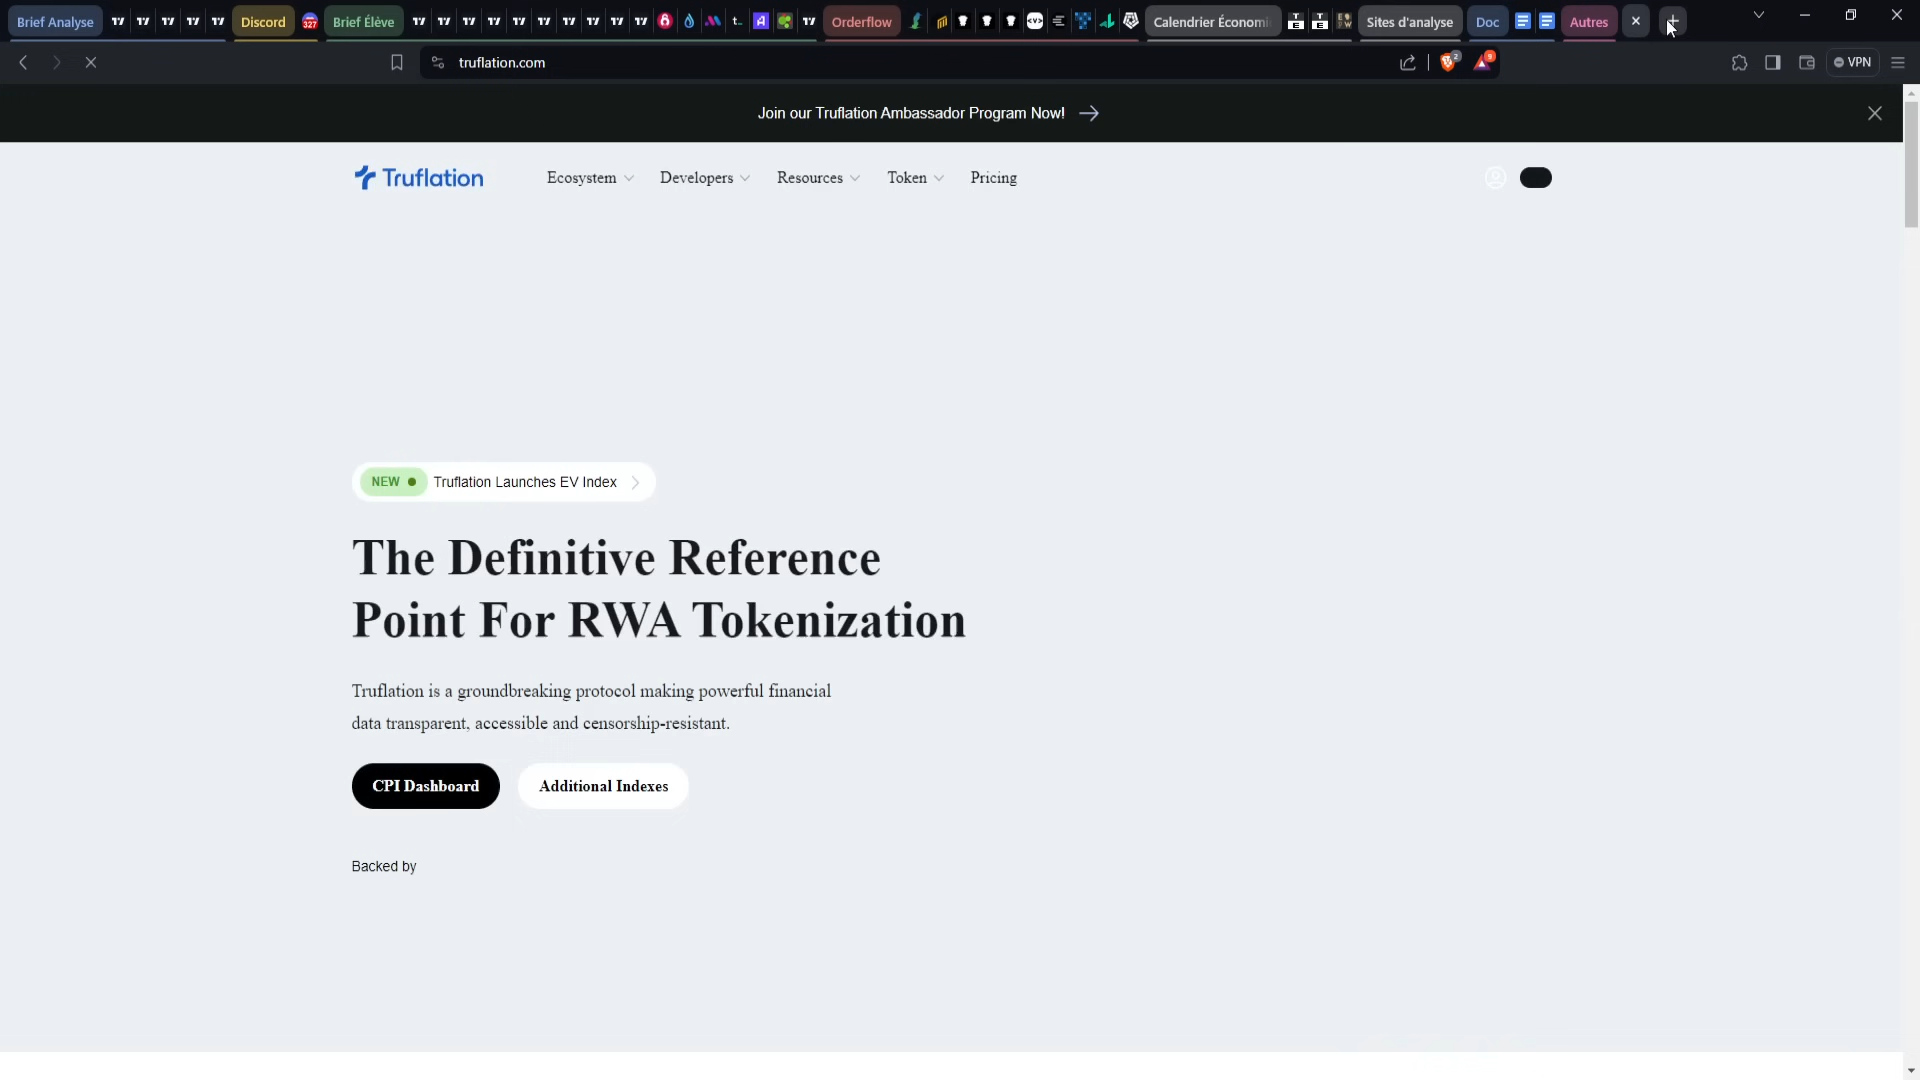 Brief Analyse
Discord
327
Brief Élève
Orderflow
Calendrier Économi
Sites d'analyse
Doc
Autres
truflation.com
2
9
VPN
Join our Truflation Ambassador Program Now!
Truflation
Ecosystem
Developers
Resources
Token
Pricing
NEW
Truflation Launches EV Index
The Definitive Reference
Point For RWA Tokenization
Truflation is a groundbreaking protocol making powerful financial
data transparent, accessible and censorship-resistant.
CPI Dashboard
Additional Indexes
Backed by